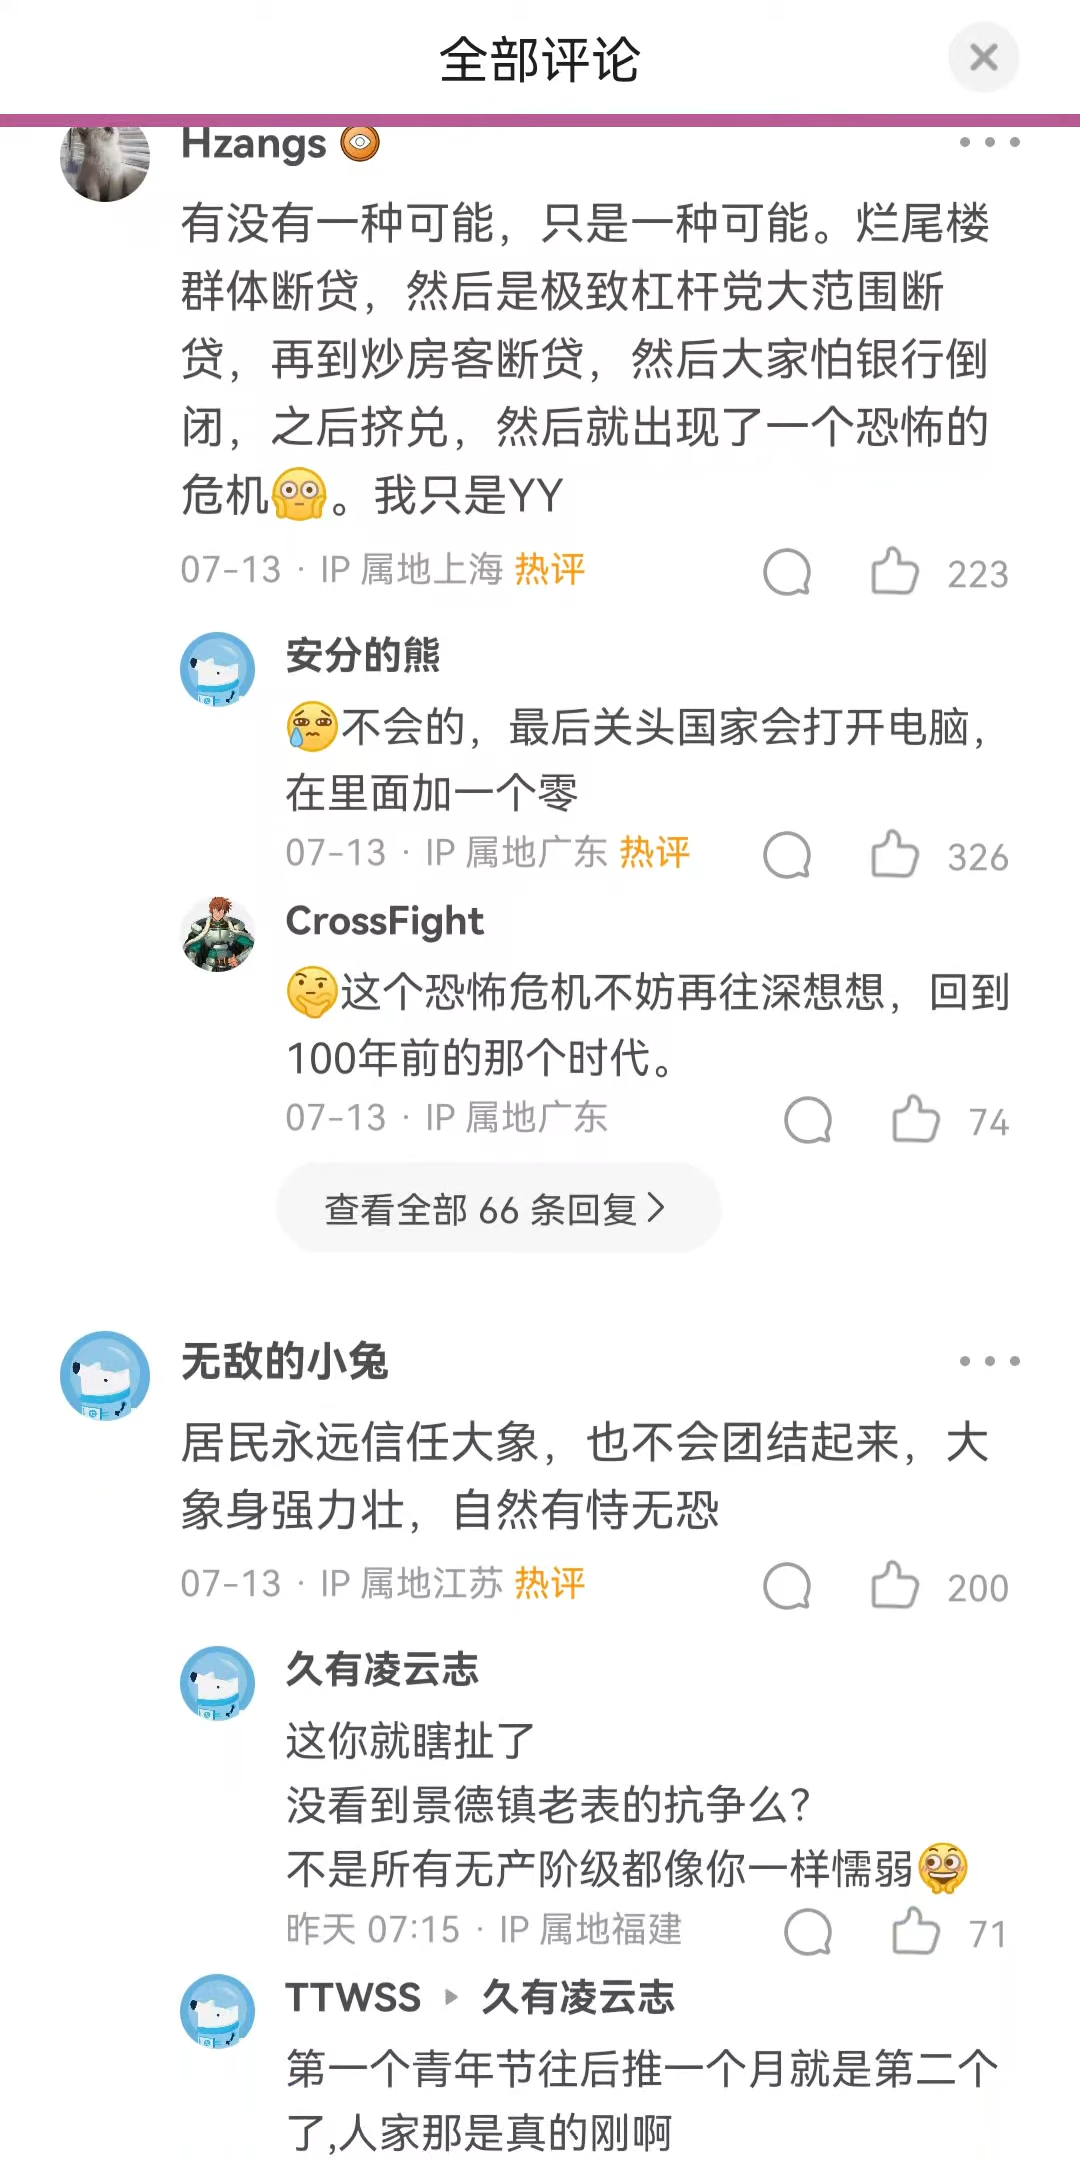 全部评论
Hzangs
有没有一种可能，只是一种可能。烂尾楼
群体断贷，然后是极致杠杆党大范围断
贷，再到炒房客断贷，然后大家怕银行倒
闭，之后挤兑，然后就出现了一个恐怖的
危机😱。我只是YY
07-13 · IP 属地上海 热评
223
安分的熊
😢不会的，最后关头国家会打开电脑，
在里面加一个零
07-13 · IP 属地广东 热评
326
CrossFight
🤔这个恐怖危机不妨再往深想想，回到
100年前的那个时代。
07-13 · IP 属地广东
74
查看全部 66 条回复 >
无敌的小兔
居民永远信任大象，也不会团结起来，大
象身强力壮，自然有恃无恐
07-13 · IP 属地江苏 热评
200
久有凌云志
这你就瞎扯了
没看到景德镇老表的抗争么？
不是所有无产阶级都像你一样懦弱
昨天 07:15 · IP 属地福建
71
TTWSS ▸ 久有凌云志
第一个青年节往后推一个月就是第二个
了,人家那是真的刚啊